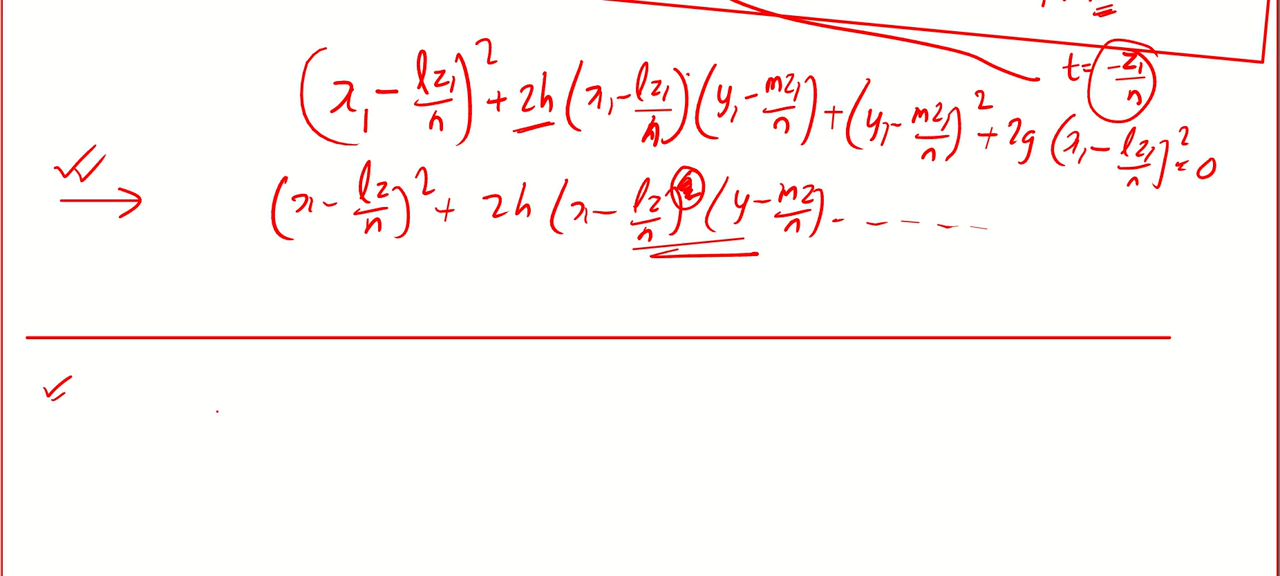 t = (-z₁/n)
(x₁ - lz₁/n)² + 2h (x₁ - lz₁/n) (y₁ - mz₁/n) + (y₁ - mz₁/n)² + 2g (x₁ - lz₁/n)² = 0
→ (x - lz/n)² + 2h (x - lz/n) (y - mz/n) - - - - - -